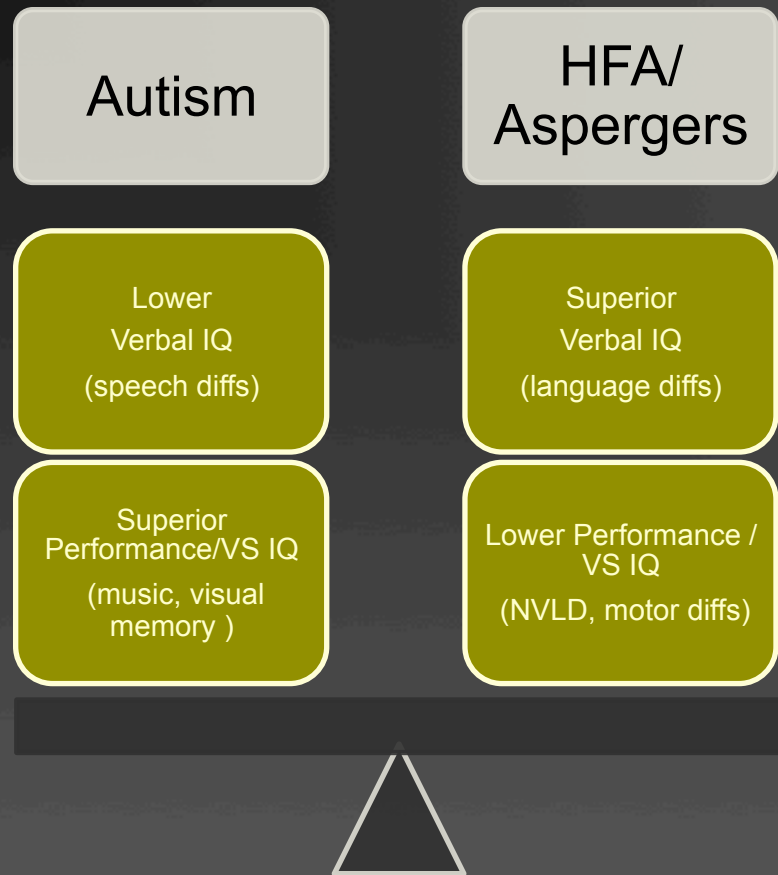 Autism
HFA/
Aspergers
Lower
Verbal IQ
(speech diffs)
Superior
Verbal IQ
(language diffs)
Superior
Performance/VS IQ
(music, visual
memory )
Lower Performance /
VS IQ
(NVLD, motor diffs)